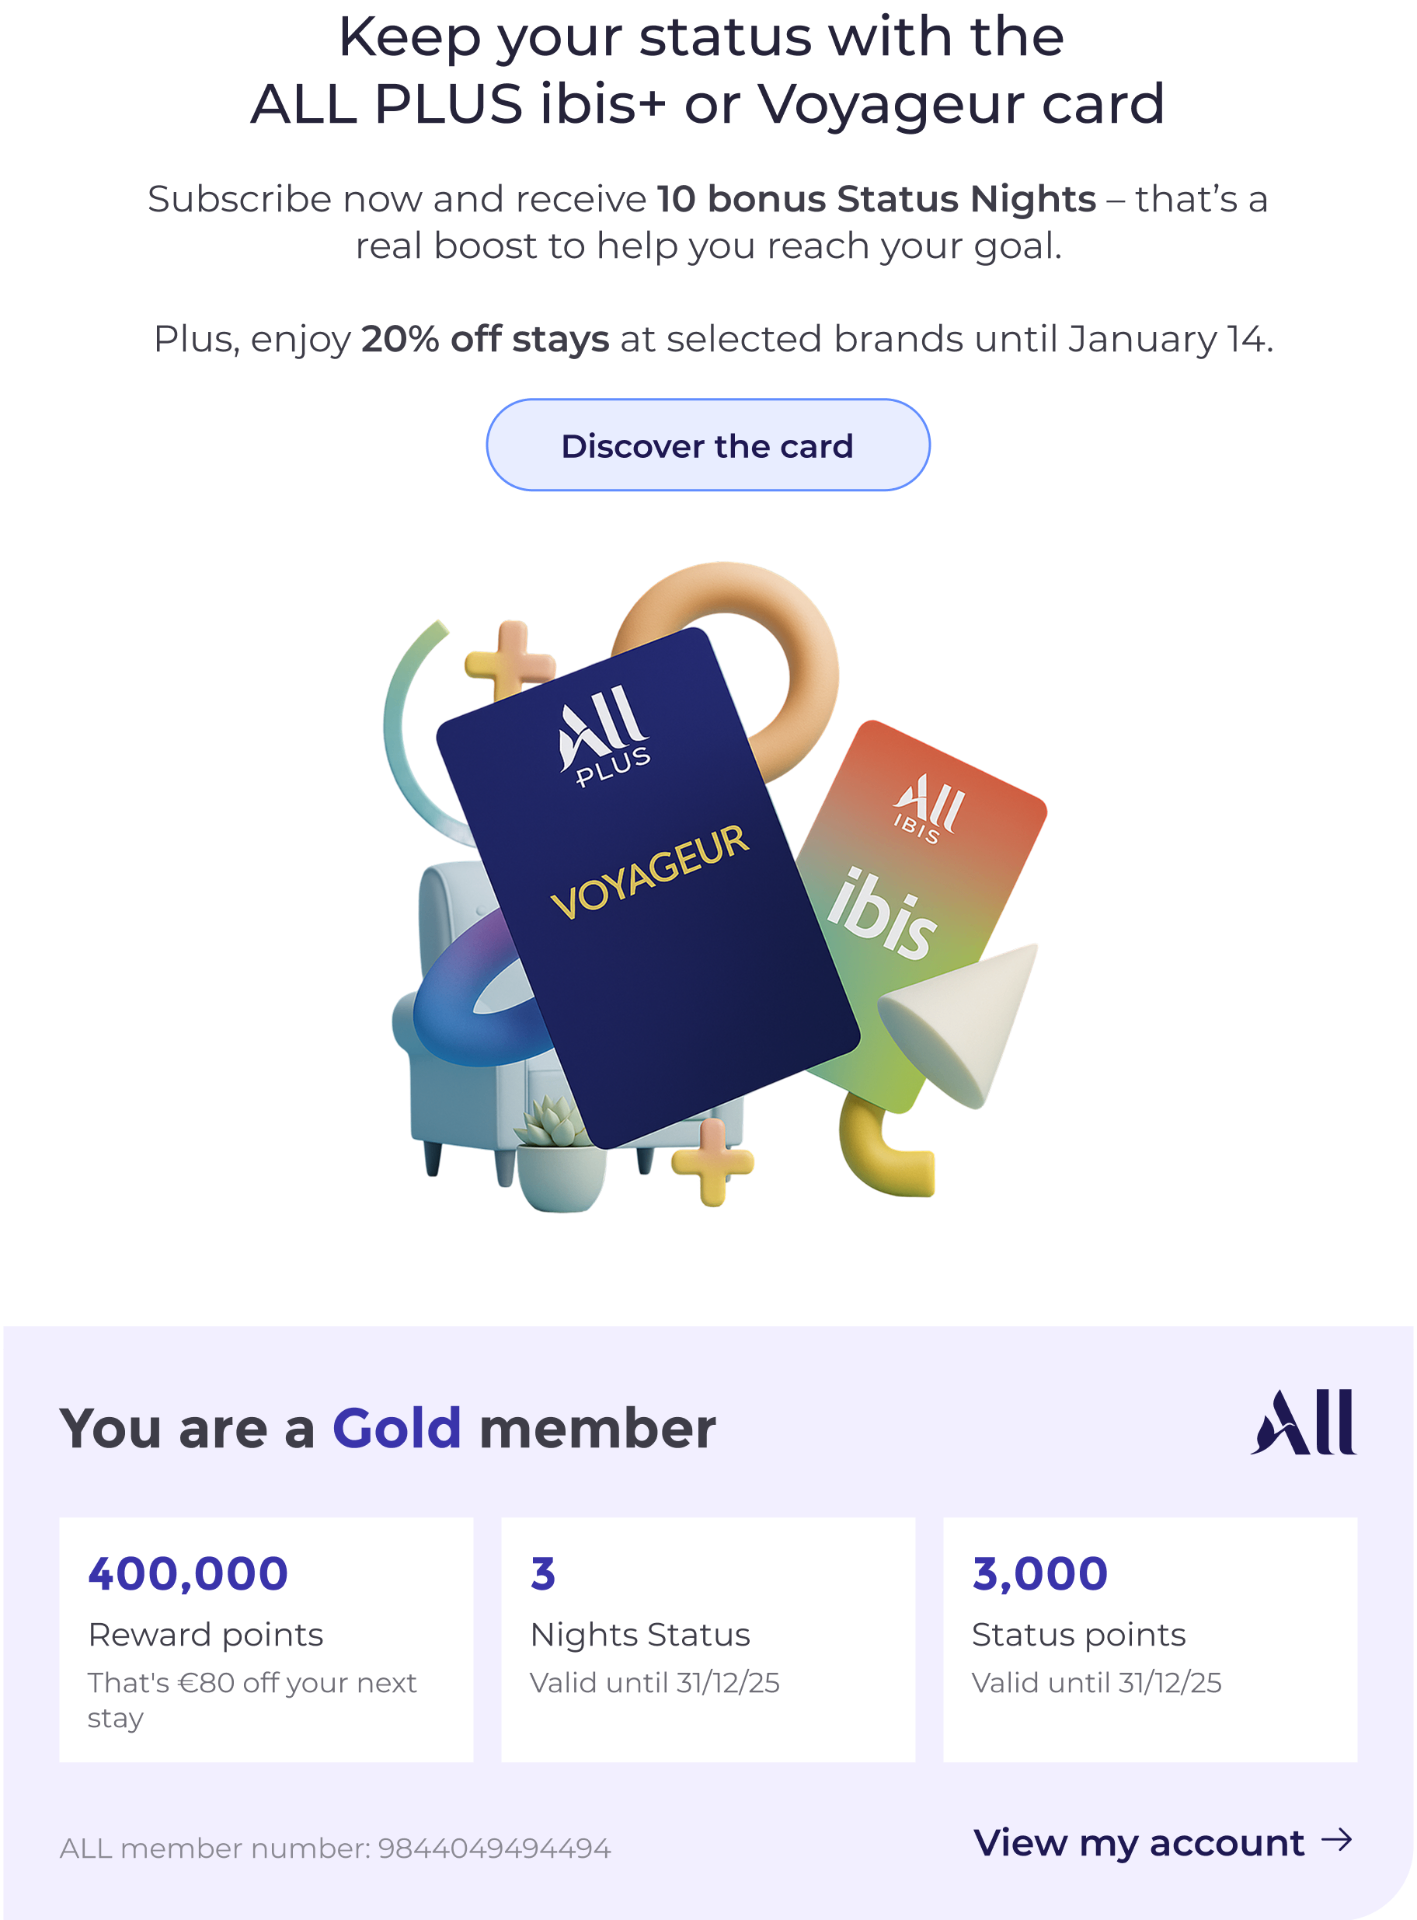 Keep your status with the
ALL PLUS ibis+ or Voyageur card
Subscribe now and receive 10 bonus Status Nights – that’s a
real boost to help you reach your goal.
Plus, enjoy 20% off stays at selected brands until January 14.
Discover the card
All
PLUS
VOYAGEUR
All
IBIS
ibis
You are a Gold member
All
400,000
Reward points
That's €80 off your next
stay
3
Nights Status
Valid until 31/12/25
3,000
Status points
Valid until 31/12/25
ALL member number: 9844049494494
View my account →